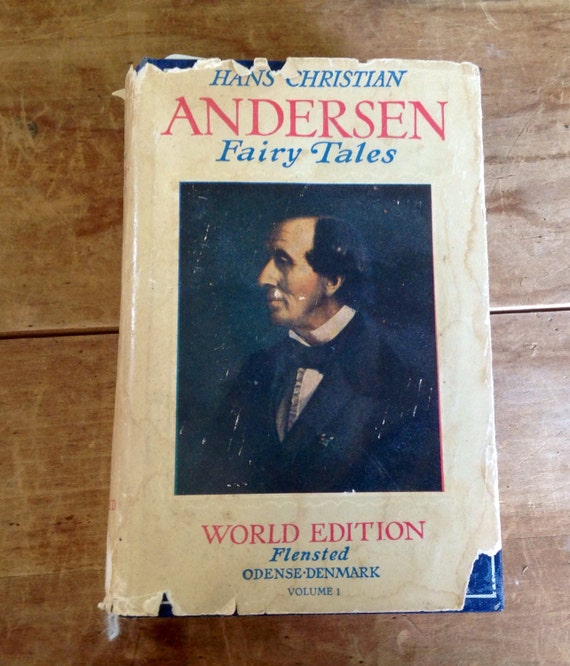 HANS CHRISTIAN
ANDERSEN
Fairy Tales
WORLD EDITION
Flensted
ODENSE·DENMARK
VOLUME 1